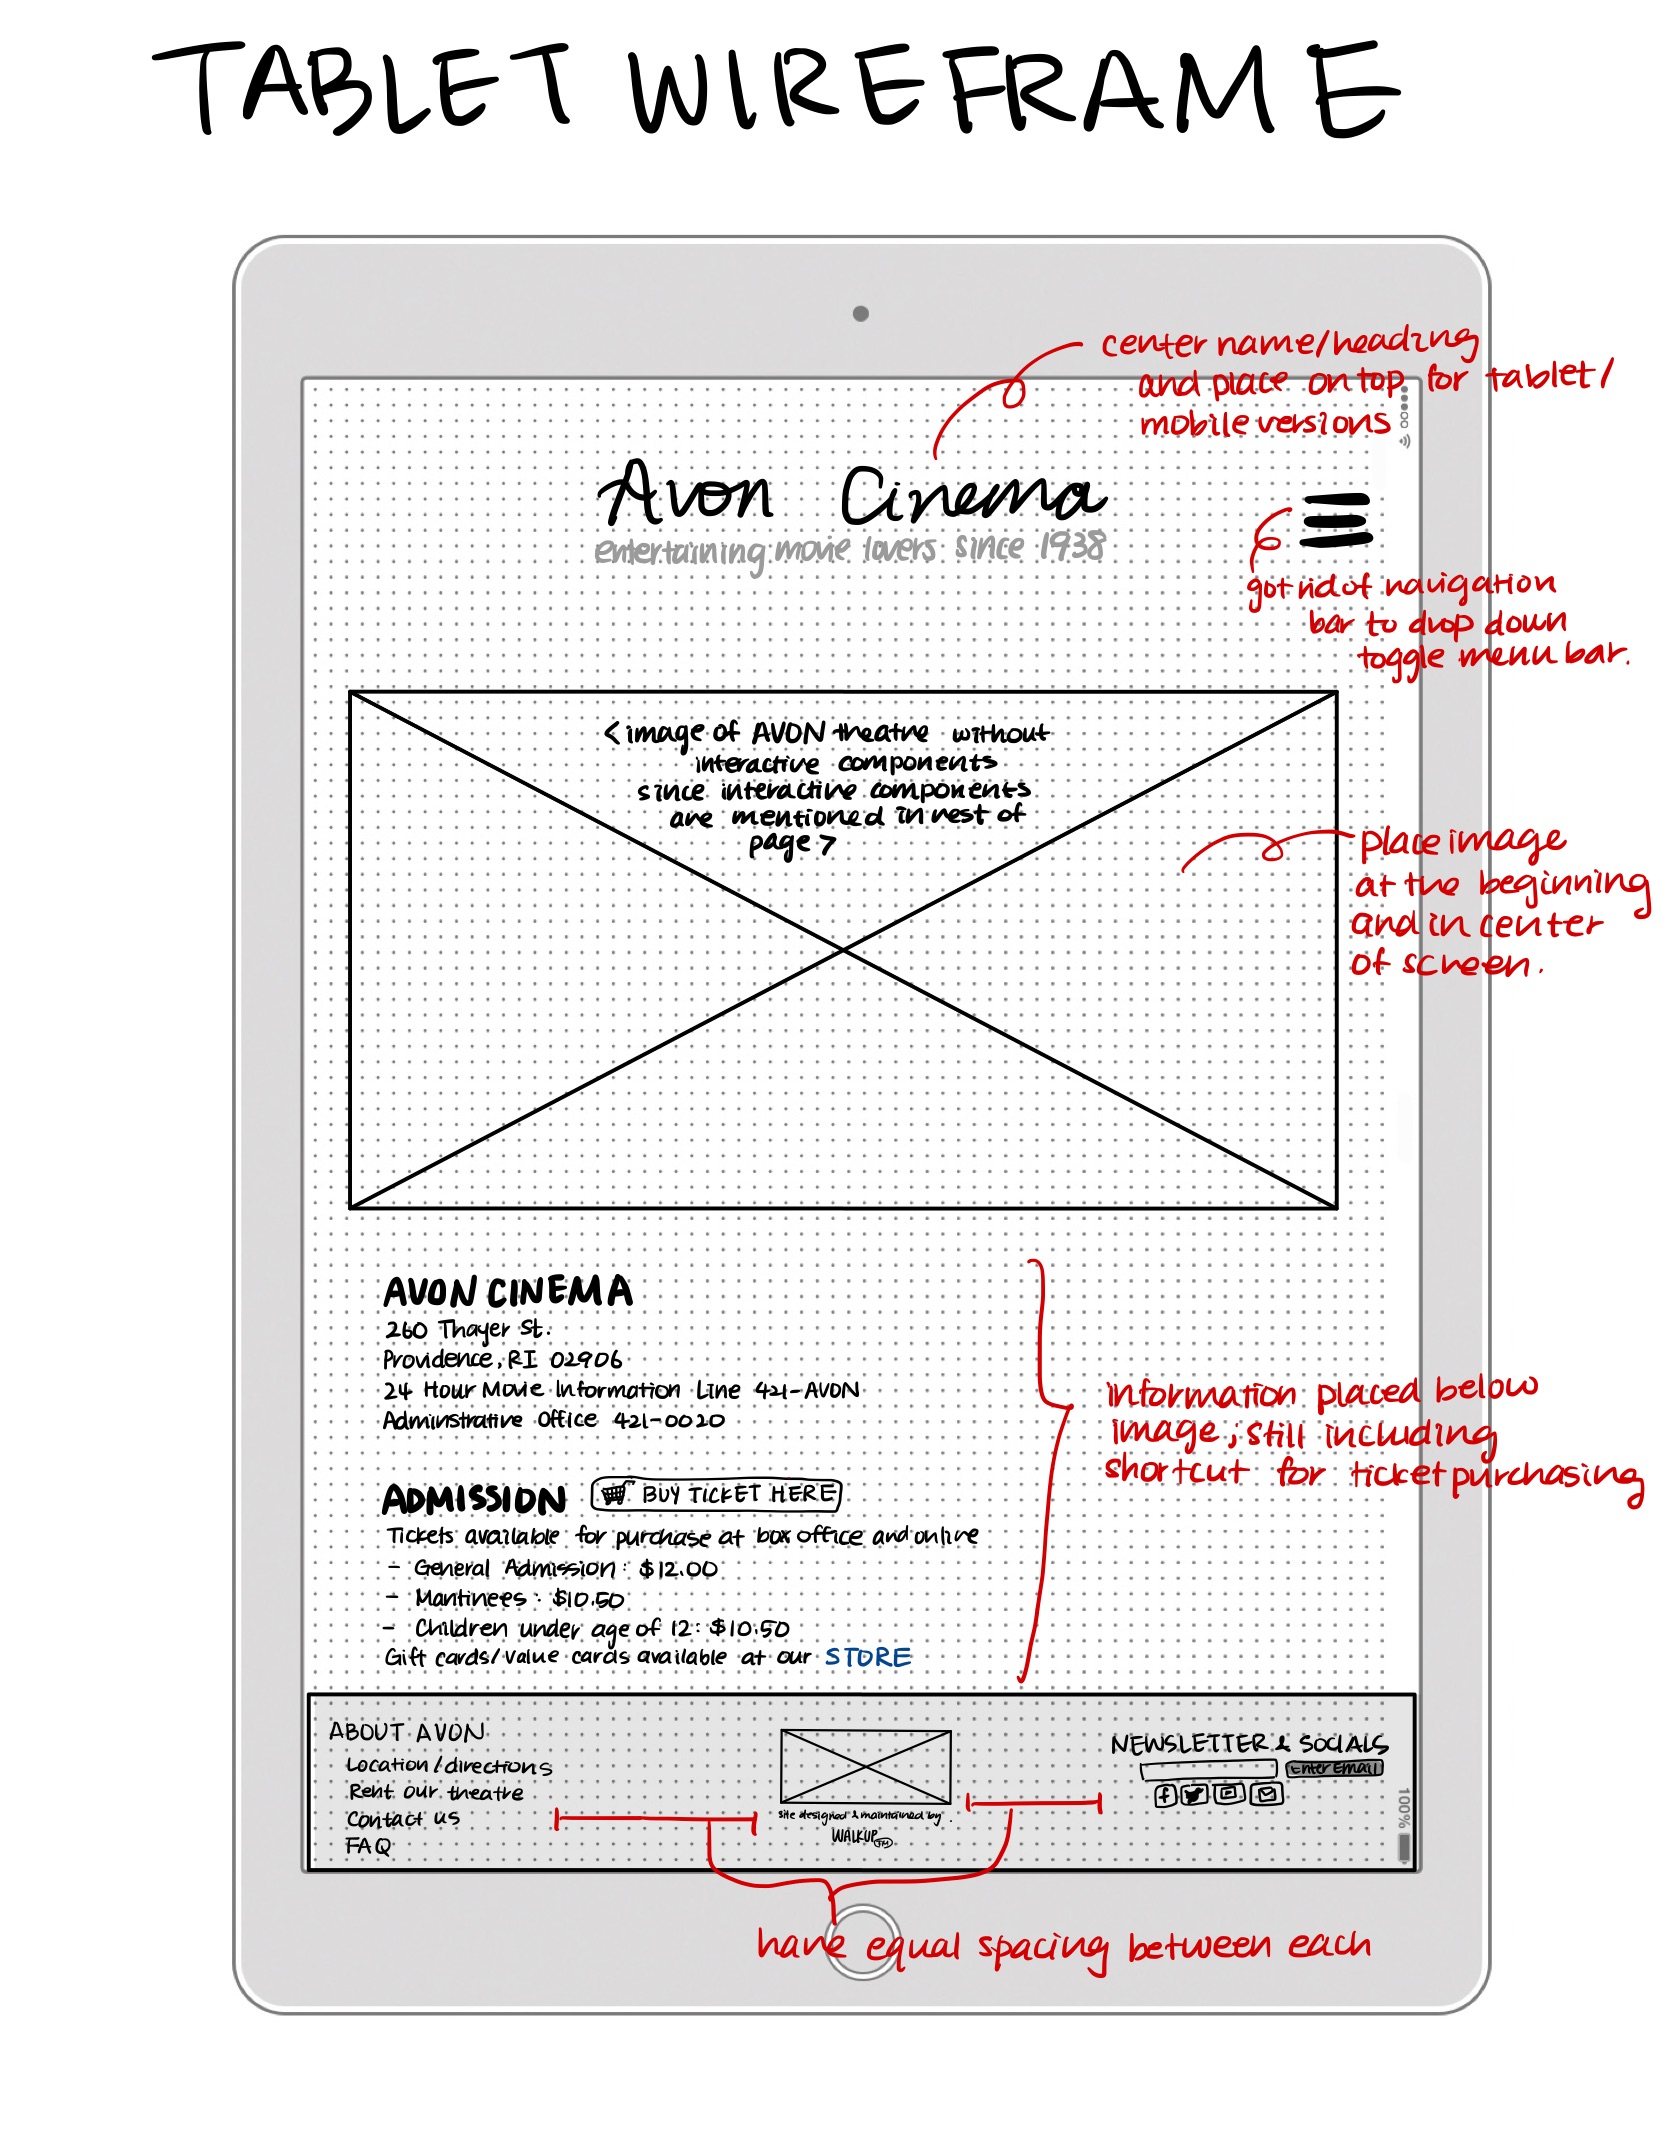 TABLET WIREFRAME
center name/heading
and place on top for tablet/
mobile versions
Avon Cinema
entertaining movie lovers since 1938
got rid of navigation
bar to drop down
toggle menu bar.
<image of AVON theatre without
interactive components
since interactive components
are mentioned in rest of
page>
place image
at the beginning
and in center
of screen.
AVON CINEMA
260 Thayer St.
Providence, RI 02906
24 Hour Movie Information Line 421-AVON
Adminstrative Office 421-0020
information placed below
image; still including
shortcut for ticket purchasing
ADMISSION
BUY TICKET HERE
Tickets available for purchase at box office and online
- General Admission: $12.00
- Mantinees: $10.50
- Children under age of 12: $10.50
Gift cards/value cards available at our STORE
ABOUT AVON
Location/directions
Rent our theatre
Contact us
FAQ
site designed & maintained by
WALKUP TM
NEWSLETTER & SOCIALS
Enter Email
100%
have equal spacing between each